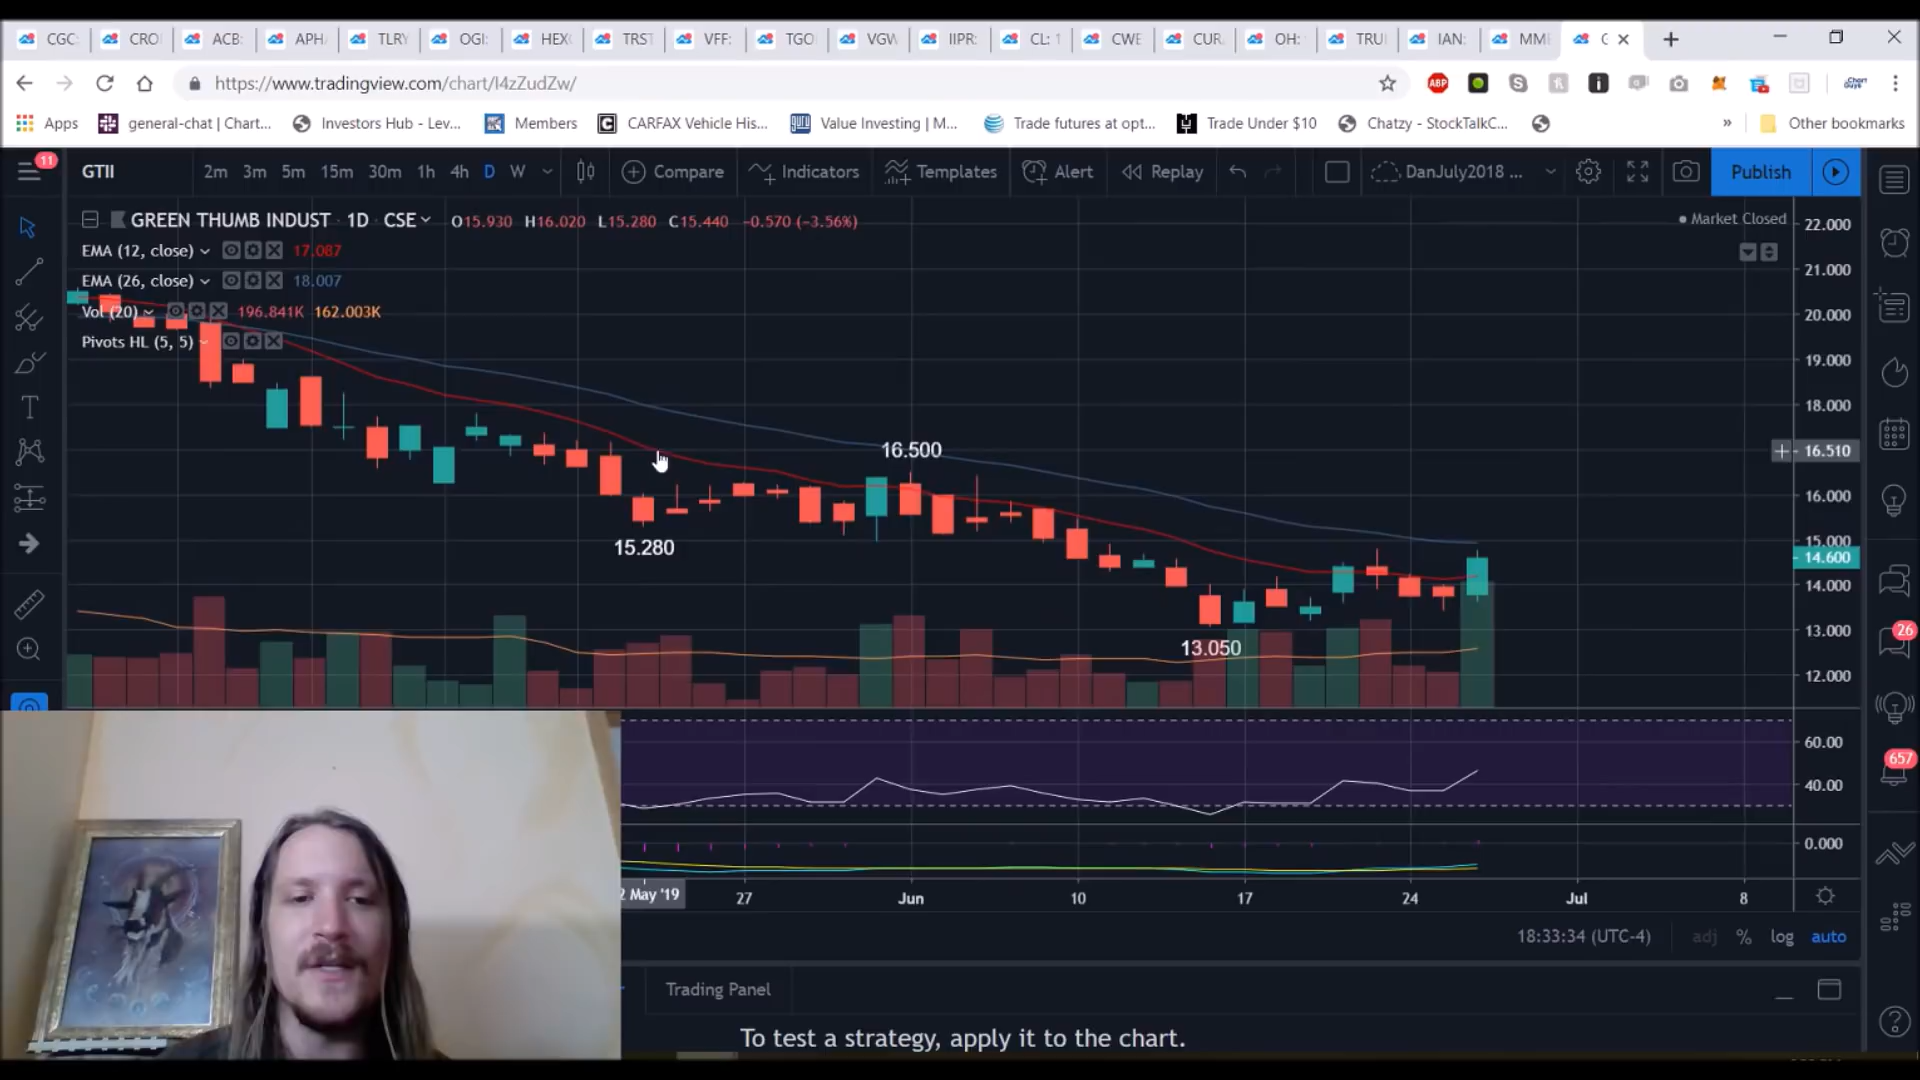 CGC CRO ACB: APH TLRY OGI: HEX TRST VFF: TGO VGW IIPR: CL: 1 CWE CUR OH: TRUI IAN: MM
https://www.tradingview.com/chart/I4zZudZw/
ABP
Apps general-chat | Chart... Investors Hub - Lev... Members CARFAX Vehicle His... Value Investing | M... Trade futures at opt... Trade Under $10 Chatzy - StockTalkC... » Other bookmarks
11 GTII 2m 3m 5m 15m 30m 1h 4h D W Compare Indicators Templates Alert Replay DanJuly2018 ... Publish
GREEN THUMB INDUST · 1D · CSE O15.930 H16.020 L15.280 C15.440 -0.570 (-3.56%)
Market Closed
EMA (12, close) 17.087
EMA (26, close) 18.007
Vol (20) 196.841K 162.003K
Pivots HL (5, 5)
22.000
21.000
20.000
19.000
18.000
16.510
16.000
15.000
14.600
14.000
13.000
12.000
16.500
15.280
13.050
26
657
60.00
40.00
0.000
2 May '19 27 Jun 10 17 24 Jul 8
18:33:34 (UTC-4) adj % log auto
Trading Panel
To test a strategy, apply it to the chart.